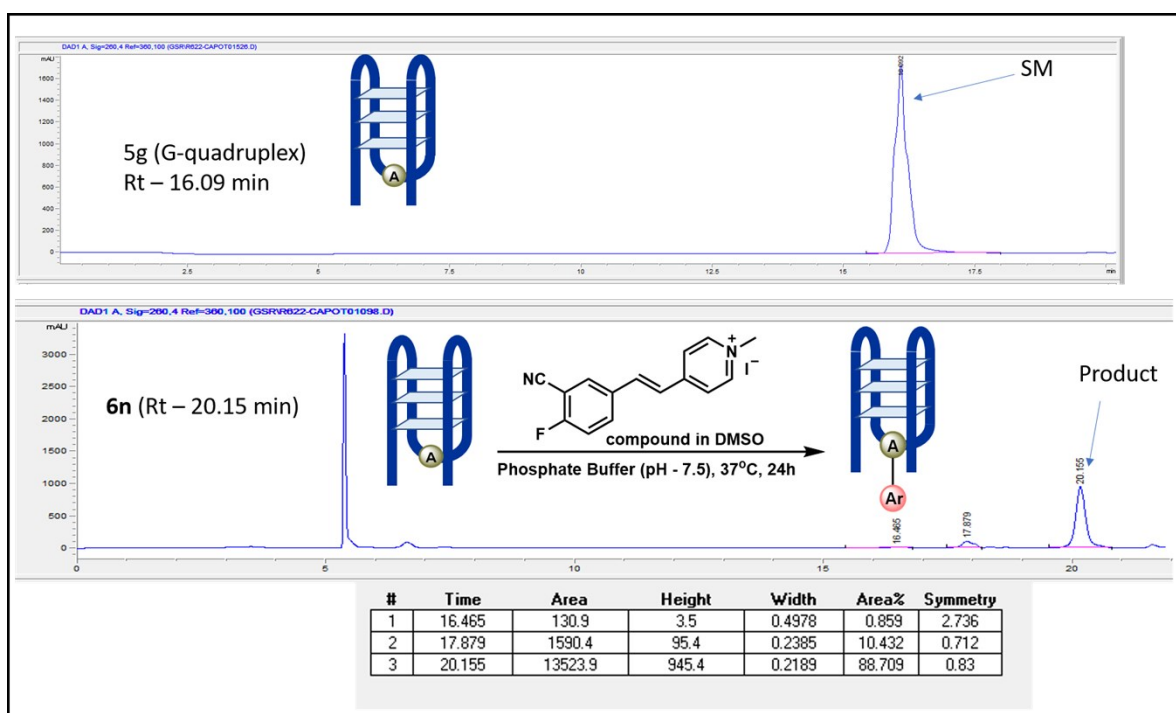 DAD1 A, Sig=260,4 Ref=360,100 (GSR\R622-CAPOT01526.D)
mAU
1600
1400
1200
1000
800
600
400
200
0
SM
5g (G-quadruplex)
Rt – 16.09 min
A
2.5 5 7.5 10 12.5 15 17.5 min
DAD1 A, Sig=260,4 Ref=360,100 (GSR\R622-CAPOT01098.D)
mAU
3000
2500
2000
1500
1000
500
0
6n (Rt – 20.15 min)
A
NC
F
N+
CH3
I−
compound in DMSO
Phosphate Buffer (pH - 7.5), 37°C, 24h
A
Ar
Product
16.465
17.879
20.155
0 5 10 15 20
# Time Area Height Width Area% Symmetry
1 16.465 130.9 3.5 0.4978 0.859 2.736
2 17.879 1590.4 95.4 0.2385 10.432 0.712
3 20.155 13523.9 945.4 0.2189 88.709 0.83